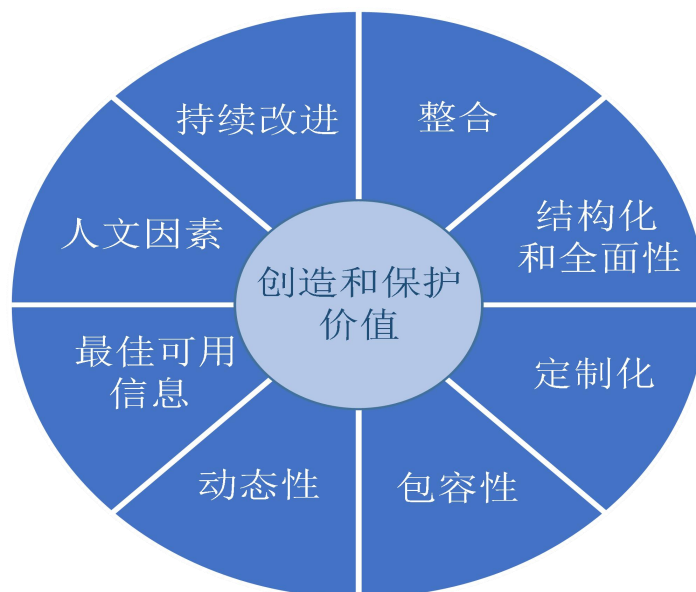 持续改进
整合
人文因素
结构化
和全面性
创造和保护
价值
最佳可用
信息
定制化
动态性
包容性